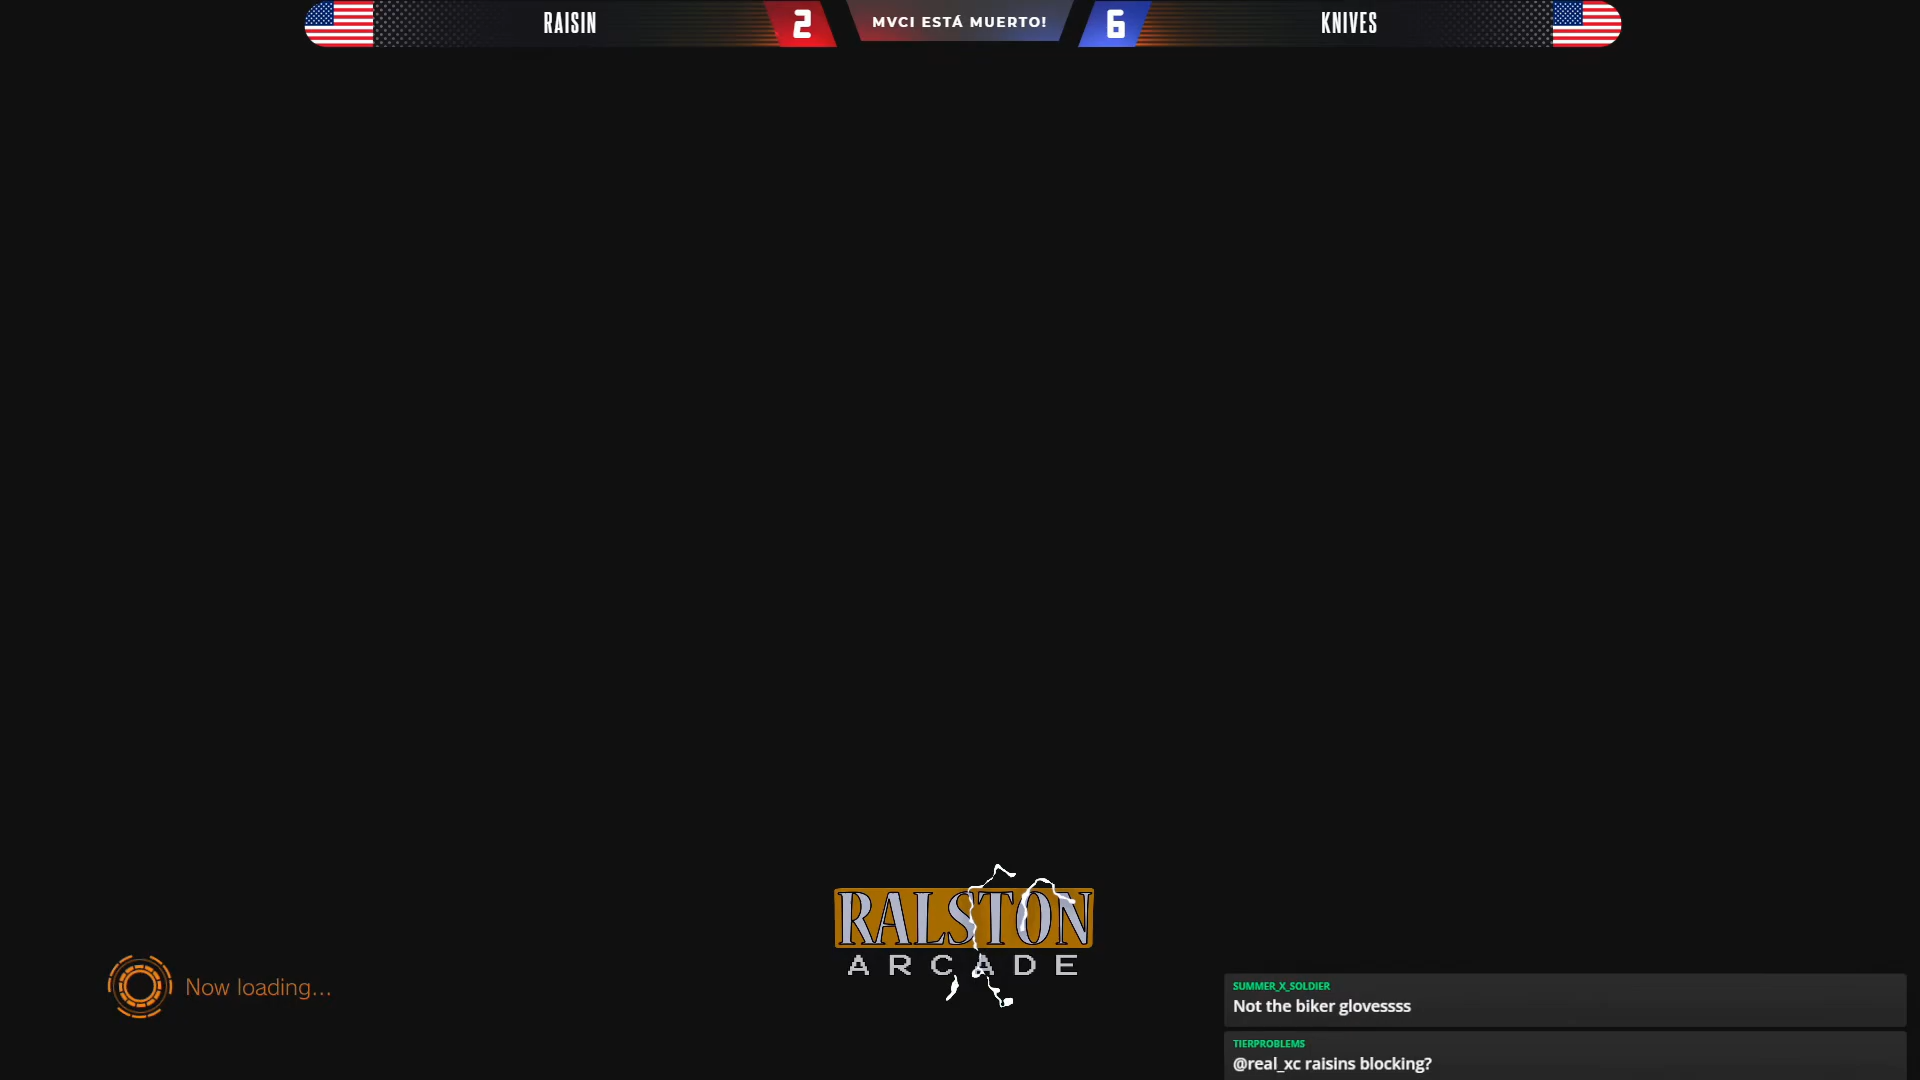 RAISIN 2 MVCI ESTÁ MUERTO! 6 KNIVES
RALSTON
ARCADE
Now loading...
SUMMER_X_SOLDIER
Not the biker glovessss
TIERPROBLEMS
@real_xc raisins blocking?